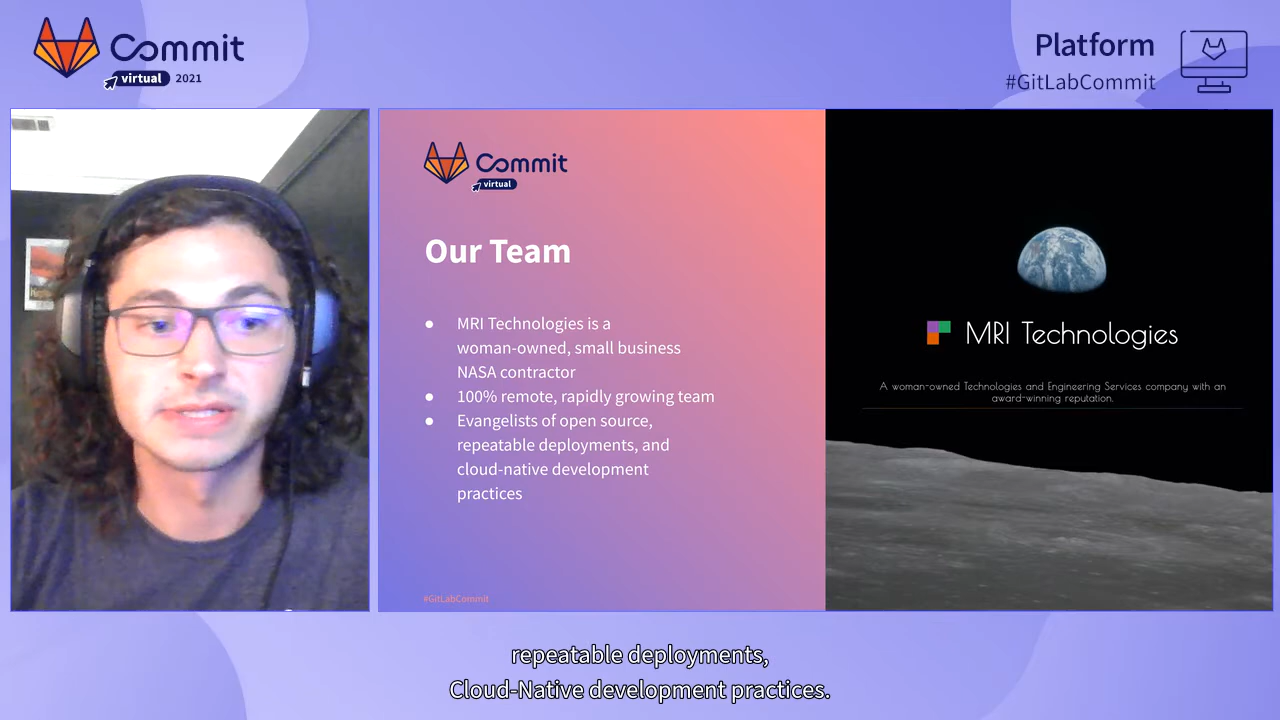 Commit
virtual 2021
Platform
#GitLabCommit
Commit
virtual
Our Team
● MRI Technologies is a
woman-owned, small business
NASA contractor
● 100% remote, rapidly growing team
● Evangelists of open source,
repeatable deployments, and
cloud-native development
practices
#GitLabCommit
MRI Technologies
A woman-owned Technologies and Engineering Services company with an
award-winning reputation.
repeatable deployments,
Cloud-Native development practices.